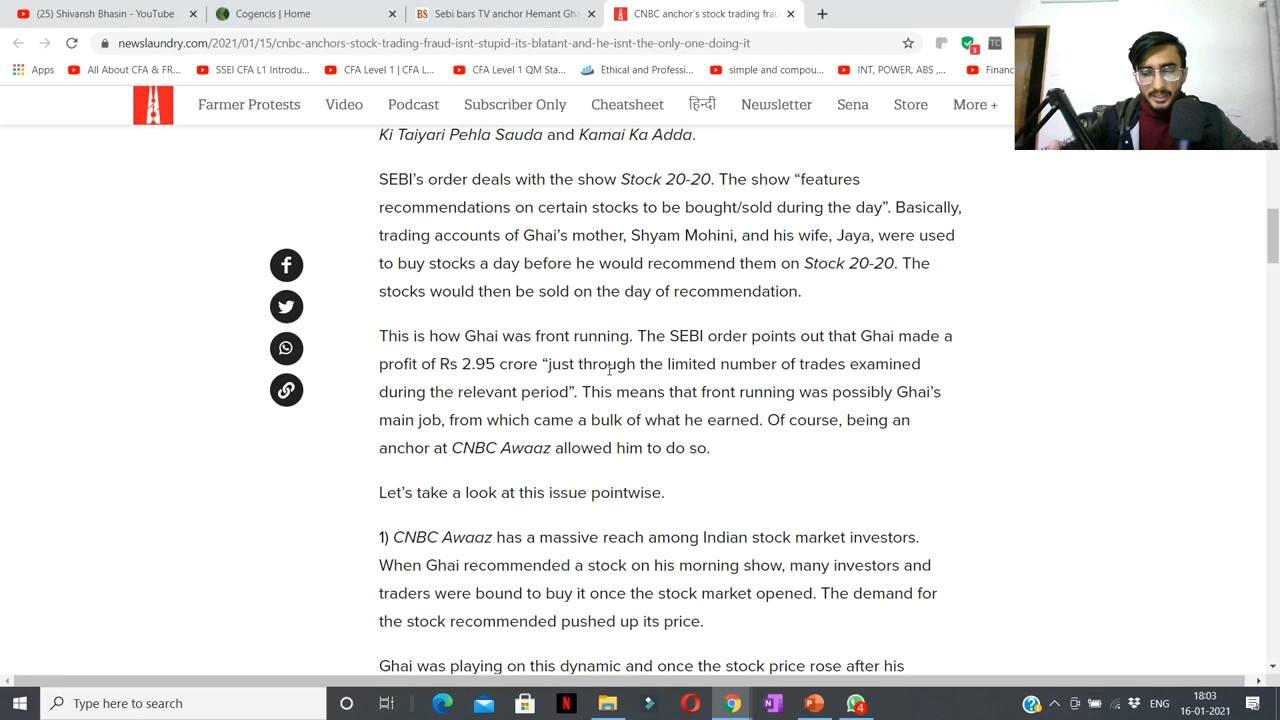 (25) Shivansh Bhasin - YouTube
Cogencis | Home
BS Sebi bars TV anchor Hemant Gha
CNBC anchor's stock trading frau
newslaundry.com/2021/01/15/
isnt-stupid-its-blatant-and-he-isnt-the-only-one-doing-it
3
TC
Apps
All About CFA & FR...
SSEI CFA L1 Introdu...
CFA Level 1 | CFA L...
CFA Level 1 Qbk Sta...
Ethical and Professi...
simple and compou...
INT, POWER, ABS ,...
Financ
Farmer Protests Video Podcast Subscriber Only Cheatsheet हिन्दी Newsletter Sena Store More +
Ki Taiyari Pehla Sauda and Kamai Ka Adda.
SEBI's order deals with the show Stock 20-20. The show “features
recommendations on certain stocks to be bought/sold during the day”. Basically,
trading accounts of Ghai's mother, Shyam Mohini, and his wife, Jaya, were used
to buy stocks a day before he would recommend them on Stock 20-20. The
stocks would then be sold on the day of recommendation.
This is how Ghai was front running. The SEBI order points out that Ghai made a
profit of Rs 2.95 crore “just through the limited number of trades examined
during the relevant period”. This means that front running was possibly Ghai's
main job, from which came a bulk of what he earned. Of course, being an
anchor at CNBC Awaaz allowed him to do so.
Let's take a look at this issue pointwise.
1) CNBC Awaaz has a massive reach among Indian stock market investors.
When Ghai recommended a stock on his morning show, many investors and
traders were bound to buy it once the stock market opened. The demand for
the stock recommended pushed up its price.
Ghai was playing on this dynamic and once the stock price rose after his
Type here to search
4
ENG
18:03
16-01-2021